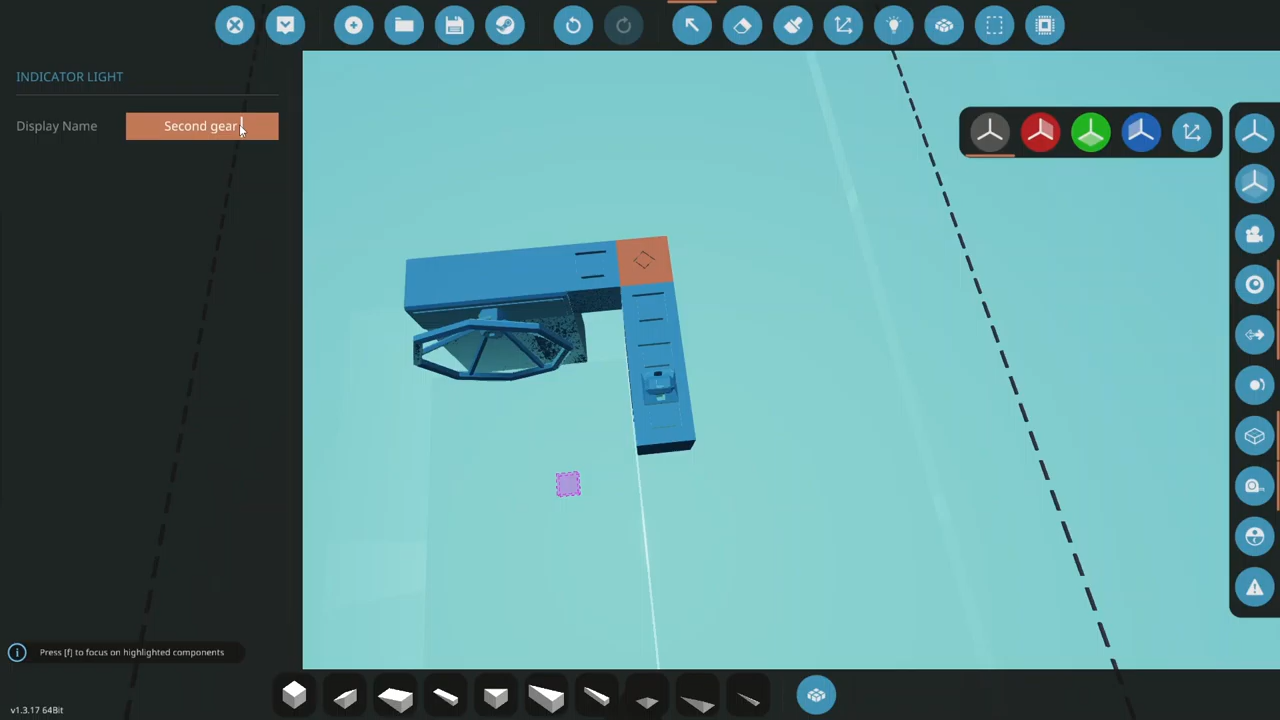 INDICATOR LIGHT
Display Name
Second gear
Press [f] to focus on highlighted components
v1.3.17 64Bit